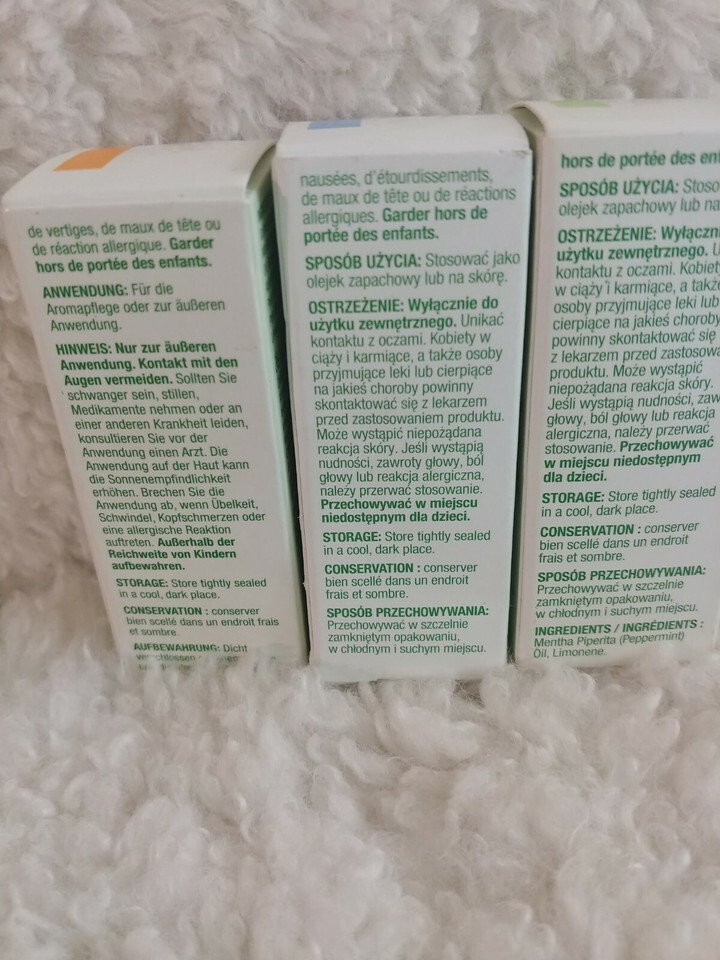 de vertiges, de maux de tête ou
de réaction allergique. Garder
hors de portée des enfants.
ANWENDUNG: Für die
Aromapflege oder zur äußeren
Anwendung.
HINWEIS: Nur zur äußeren
Anwendung. Kontakt mit den
Augen vermeiden. Sollten Sie
schwanger sein, stillen,
Medikamente nehmen oder an
einer anderen Krankheit leiden,
konsultieren Sie vor der
Anwendung einen Arzt. Die
Anwendung auf der Haut kann
die Sonnenempfindlichkeit
erhöhen. Brechen Sie die
Anwendung ab, wenn Übelkeit,
Schwindel, Kopfschmerzen oder
eine allergische Reaktion
auftreten. Außerhalb der
Reichweite von Kindern
aufbewahren.
STORAGE: Store tightly sealed
in a cool, dark place.
CONSERVATION : conserver
bien scellé dans un endroit frais
et sombre.
AUFBEWAHRUNG: Dicht
verschlossen
nausées, d'étourdissements,
de maux de tête ou de réactions
allergiques. Garder hors de
portée des enfants.
SPOSÓB UŻYCIA: Stosować jako
olejek zapachowy lub na skórę.
OSTRZEŻENIE: Wyłącznie do
użytku zewnętrznego. Unikać
kontaktu z oczami. Kobiety w
ciąży i karmiące, a także osoby
przyjmujące leki lub cierpiące
na jakieś choroby powinny
skontaktować się z lekarzem
przed zastosowaniem produktu.
Może wystąpić niepożądana
reakcja skóry. Jeśli wystąpią
nudności, zawroty głowy, ból
głowy lub reakcja alergiczna,
należy przerwać stosowanie.
Przechowywać w miejscu
niedostępnym dla dzieci.
STORAGE: Store tightly sealed
in a cool, dark place.
CONSERVATION : conserver
bien scellé dans un endroit
frais et sombre.
SPOSÓB PRZECHOWYWANIA:
Przechowywać w szczelnie
zamkniętym opakowaniu,
w chłodnym i suchym miejscu.
hors de portée des enf
SPOSÓB UŻYCIA: Stoso
olejek zapachowy lub na
OSTRZEŻENIE: Wyłączni
użytku zewnętrznego. U
kontaktu z oczami. Kobiet
w ciąży i karmiące, a także
osoby przyjmujące leki lub
cierpiące na jakieś choroby
powinny skontaktować się
z lekarzem przed zastosowa
produktu. Może wystąpić
niepożądana reakcja skóry.
Jeśli wystąpią nudności, zaw
głowy, ból głowy lub reakcja
alergiczna, należy przerwać
stosowanie. Przechowywać
w miejscu niedostępnym
dla dzieci.
STORAGE: Store tightly sealed
in a cool, dark place.
CONSERVATION : conserver
bien scellé dans un endroit
frais et sombre.
SPOSÓB PRZECHOWYWANIA:
Przechowywać w szczelnie
zamkniętym opakowaniu,
w chłodnym i suchym miejscu.
INGREDIENTS / INGRÉDIENTS :
Mentha Piperita (Peppermint)
Oil, Limonene.